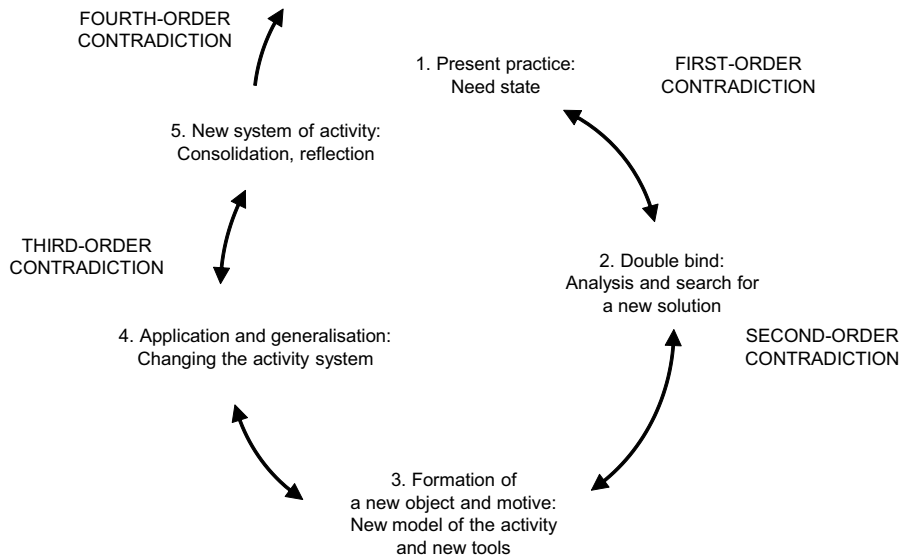 FOURTH-ORDER
CONTRADICTION
1. Present practice:
Need state
FIRST-ORDER
CONTRADICTION
5. New system of activity:
Consolidation, reflection
THIRD-ORDER
CONTRADICTION
2. Double bind:
Analysis and search for
a new solution
4. Application and generalisation:
Changing the activity system
SECOND-ORDER
CONTRADICTION
3. Formation of
a new object and motive:
New model of the activity
and new tools